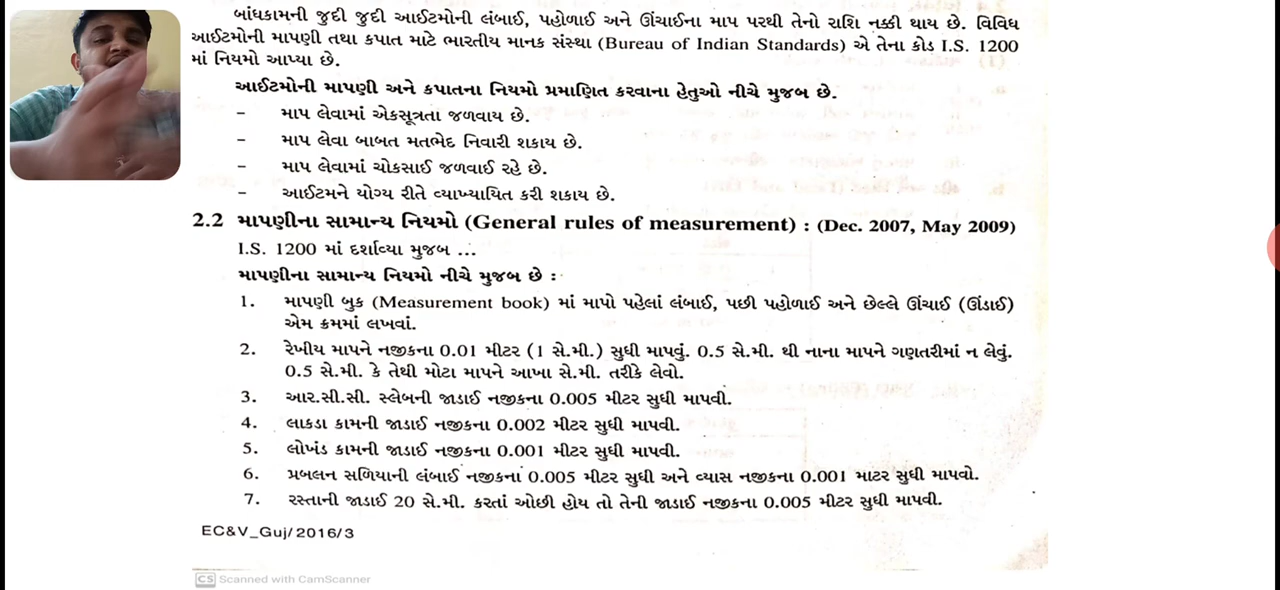 બાંધકામની જુદી જુદી આઈટમોની લંબાઈ, પહોળાઈ અને ઊંચાઈના માપ પરથી તેનો રાશિ નક્કી થાય છે. વિવિધ
આઈટમોની માપણી તથા કપાત માટે ભારતીય માનક સંસ્થા (Bureau of Indian Standards) એ તેના કોડ I.S. 1200
માં નિયમો આપ્યા છે.
આઈટમોની માપણી અને કપાતના નિયમો પ્રમાણિત કરવાના હેતુઓ નીચે મુજબ છે.
- માપ લેવામાં એકસૂત્રતા જળવાય છે.
- માપ લેવા બાબત મતભેદ નિવારી શકાય છે.
- માપ લેવામાં ચોકસાઈ જળવાઈ રહે છે.
- આઈટમને યોગ્ય રીતે વ્યાખ્યાયિત કરી શકાય છે.
2.2 માપણીના સામાન્ય નિયમો (General rules of measurement) : (Dec. 2007, May 2009)
I.S. 1200 માં દર્શાવ્યા મુજબ ...
માપણીના સામાન્ય નિયમો નીચે મુજબ છે :
1. માપણી બુક (Measurement book) માં માપો પહેલાં લંબાઈ, પછી પહોળાઈ અને છેલ્લે ઊંચાઈ (ઊંડાઈ)
એમ ક્રમમાં લખવાં.
2. રેખીય માપને નજીકના 0.01 મીટર (1 સે.મી.) સુધી માપવું. 0.5 સે.મી. થી નાના માપને ગણતરીમાં ન લેવું.
0.5 સે.મી. કે તેથી મોટા માપને આખા સે.મી. તરીકે લેવો.
3. આર.સી.સી. સ્લેબની જાડાઈ નજીકના 0.005 મીટર સુધી માપવી.
4. લાકડા કામની જાડાઈ નજીકના 0.002 મીટર સુધી માપવી.
5. લોખંડ કામની જાડાઈ નજીકના 0.001 મીટર સુધી માપવી.
6. પ્રબલન સળિયાની લંબાઈ નજીકનાં 0.005 મીટર સુધી અને વ્યાસ નજીકના 0.001 માટર સુધી માપવો.
7. રસ્તાની જાડાઈ 20 સે.મી. કરતાં ઓછી હોય તો તેની જાડાઈ નજીકના 0.005 મીટર સુધી માપવી.
EC&V_Guj/2016/3
CS Scanned with CamScanner